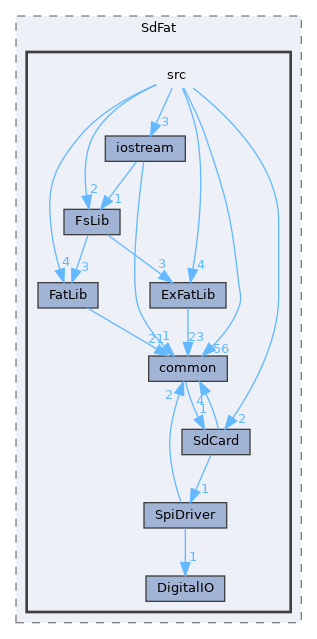 SdFat
src
3
iostream
2
1
FsLib
4
3
3
4
FatLib
ExFatLib
21
1
23
56
common
2
1
4
2
SdCard
1
SpiDriver
1
DigitalIO